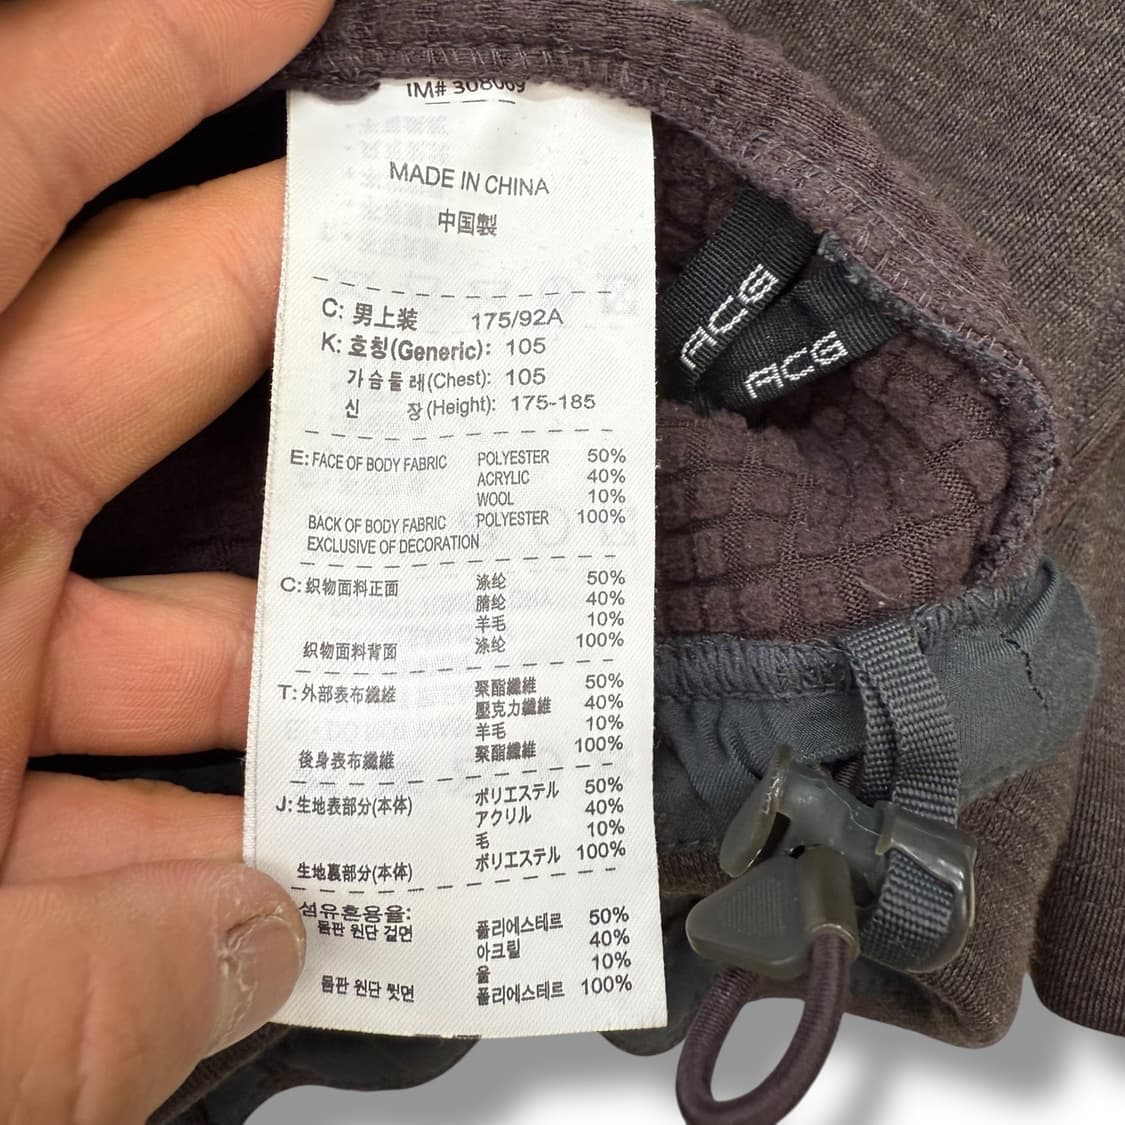 IM# 308069
MADE IN CHINA
中国製
C: 男上装 175/92A
K: 호칭(Generic): 105
가슴둘레(Chest): 105
신 장(Height): 175-185
E: FACE OF BODY FABRIC POLYESTER 50%
ACRYLIC 40%
WOOL 10%
BACK OF BODY FABRIC POLYESTER 100%
EXCLUSIVE OF DECORATION
C: 织物面料正面 涤纶 50%
腈纶 40%
羊毛 10%
织物面料背面 涤纶 100%
T: 外部表布纖維 聚酯纖維 50%
壓克力纖維 40%
羊毛 10%
後身表布纖維 聚酯纖維 100%
J: 生地表部分(本体) ポリエステル 50%
アクリル 40%
毛 10%
生地裏部分(本体) ポリエステル 100%
섬유혼용율:
몸판 원단 겉면 폴리에스테르 50%
아크릴 40%
울 10%
몸판 원단 뒷면 폴리에스테르 100%
ACG
ACG